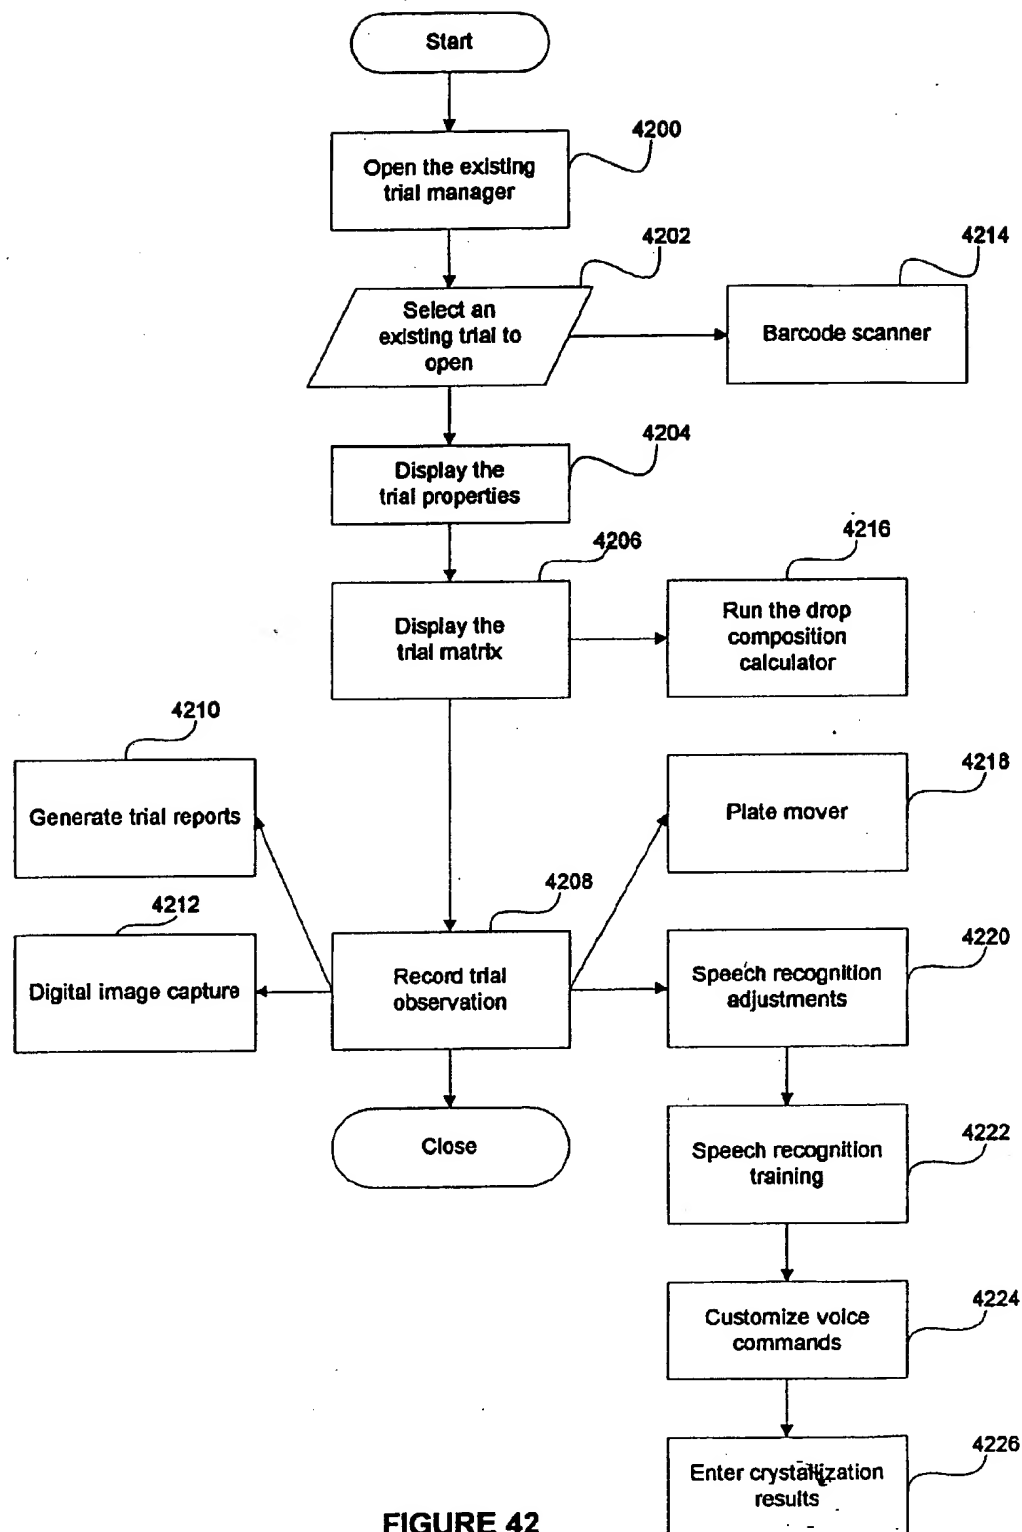 Start
4200
Open the existing
trial manager
4202
4214
Select an
existing trial to
open
Barcode scanner
4204
Display the
trial properties
4206
4216
Display the
trial matrix
Run the drop
composition
calculator
4210
4218
Generate trial reports
Plate mover
4208
4212
4220
Digital image capture
Record trial
observation
Speech recognition
adjustments
Close
4222
Speech recognition
training
4224
Customize voice
commands
4226
Enter crystallization
results
FIGURE 42